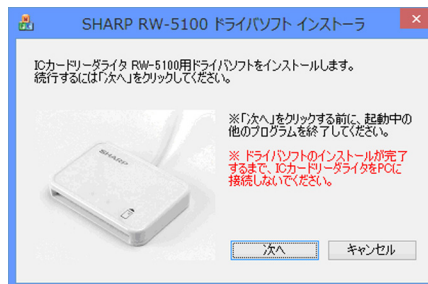 SHARP RW-5100 ドライバソフト インストーラ
ICカードリーダライタ RW-5100用ドライバソフトをインストールします。
続行するには「次へ」をクリックしてください。
※「次へ」をクリックする前に、起動中の
他のプログラムを終了してください。
※ ドライバソフトのインストールが完了
するまで、ICカードリーダライタをPCに
接続しないでください。
SHARP
次へ
キャンセル